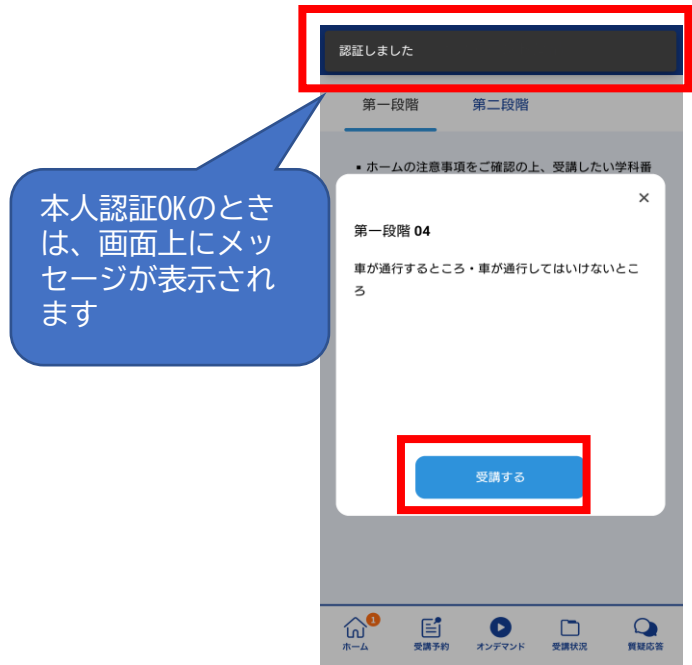 認証しました
第一段階 第二段階
▪ ホームの注意事項をご確認の上、受講したい学科番
本人認証OKのとき
は、画面上にメッ
セージが表示され
ます
×
第一段階 04
車が通行するところ・車が通行してはいけないとこ
ろ
受講する
1
ホーム 受講予約 オンデマンド 受講状況 質疑応答